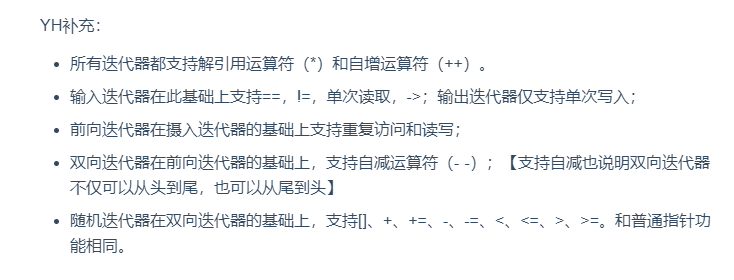 YH补充：
所有迭代器都支持解引用运算符（*）和自增运算符（++）。
输入迭代器在此基础上支持==，!=，单次读取，->；输出迭代器仅支持单次写入；
前向迭代器在摄入迭代器的基础上支持重复访问和读写；
双向迭代器在前向迭代器的基础上，支持自减运算符（- -）；【支持自减也说明双向迭代器
不仅可以从头到尾，也可以从尾到头】
随机迭代器在双向迭代器的基础上，支持[]、+、+=、-、-=、<、<=、>、>=。和普通指针功
能相同。